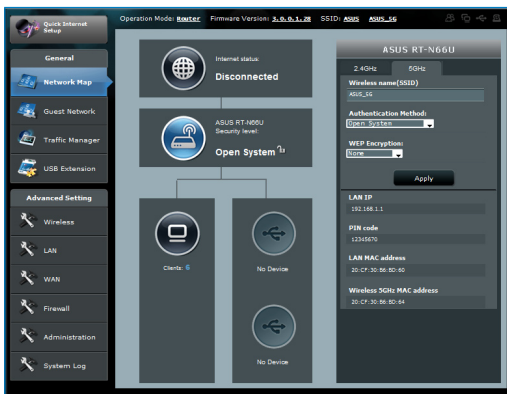 Quick Internet
Setup
Operation Mode: Router Firmware Version: 3.0.0.1.28 SSID: ASUS ASUS_5G
General
Network Map
Guest Network
Traffic Manager
USB Extension
Advanced Setting
Wireless
LAN
WAN
Firewall
Administration
System Log
Internet status:
Disconnected
ASUS RT-N66U
Security level:
Open System
Clients: 6
No Device
No Device
ASUS RT-N66U
2.4GHz 5GHz
Wireless name(SSID)
ASUS_5G
Authentication Method:
Open System
WEP Encryption:
None
Apply
LAN IP
192.168.1.1
PIN code
12345670
LAN MAC address
20:CF:30:B6:BD:60
Wireless 5GHz MAC address
20:CF:30:B6:BD:64